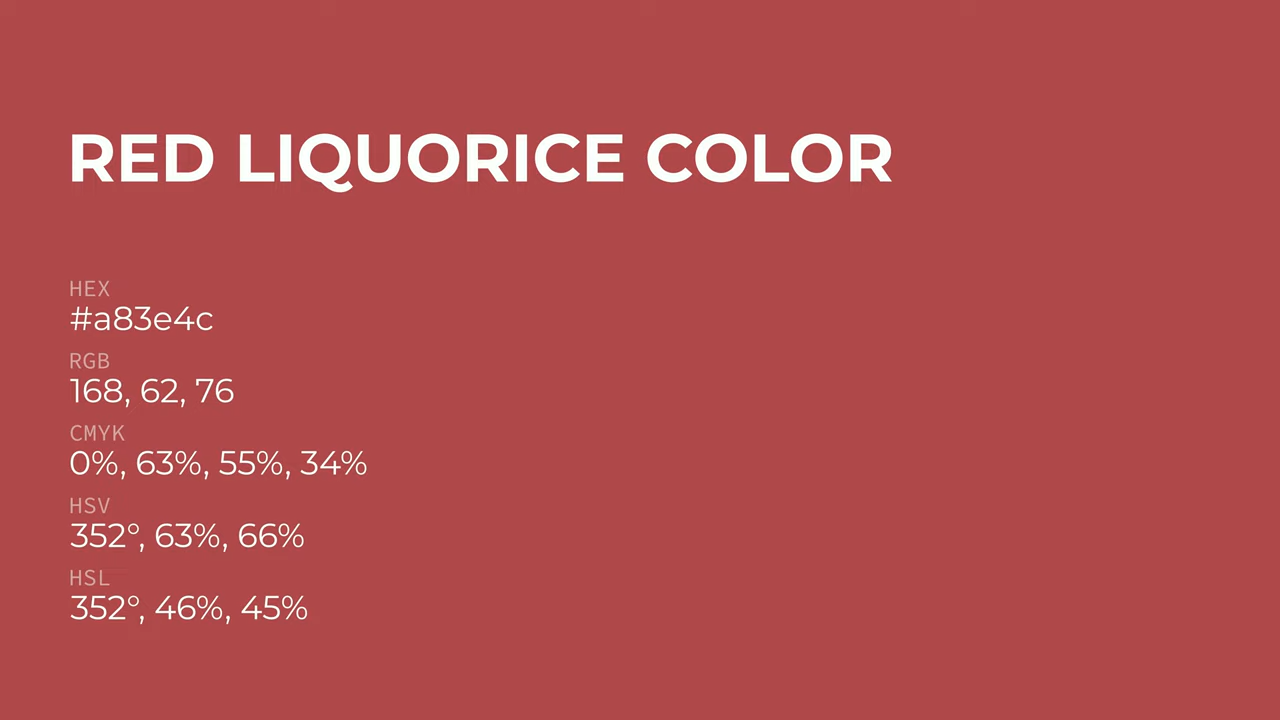 RED LIQUORICE COLOR
HEX
#a83e4c
RGB
168, 62, 76
CMYK
0%, 63%, 55%, 34%
HSV
352°, 63%, 66%
HSL
352°, 46%, 45%